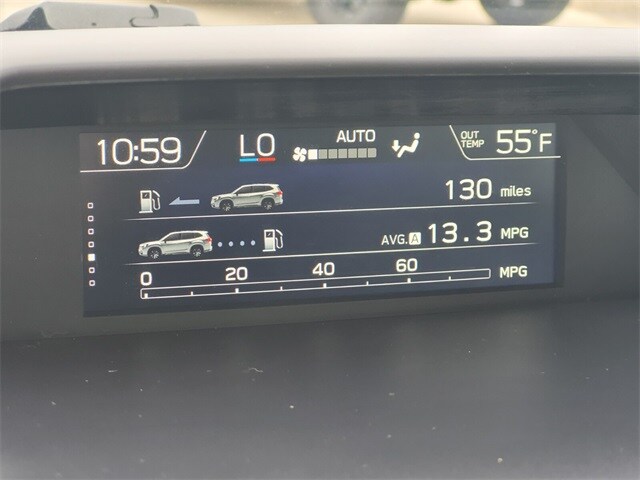 10:59 LO AUTO OUT TEMP 55°F
130 miles
AVG. A 13.3 MPG
0 20 40 60 MPG